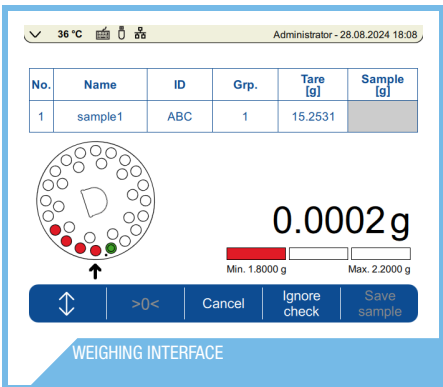 36 °C Administrator - 28.08.2024 18:08
No. Name ID Grp. Tare [g] Sample [g]
1 sample1 ABC 1 15.2531
0.0002 g
Min. 1.8000 g Max. 2.2000 g
>0< Cancel Ignore check Save sample
WEIGHING INTERFACE